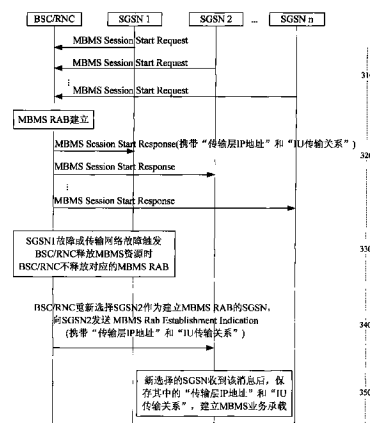 BSC/RNC
SGSN 1
SGSN 2
...
SGSN n
MBMS Session Start Request
MBMS Session Start Request
⋮
MBMS Session Start Request
310
MBMS RAB建立
MBMS Session Start Response(携带“传输层IP地址”和“IU传输关系”)
320
MBMS Session Start Response
⋮
MBMS Session Start Response
SGSN1故障或传输网络故障触发
BSC/RNC释放MBMS资源时
BSC/RNC不释放对应的MBMS RAB
330
BSC/RNC重新选择SGSN2作为建立MBMS RAB的SGSN,
向SGSN2发送 MBMS Rab Establishment Indication
(携带“传输层IP地址”和“IU传输关系”)
340
新选择的SGSN收到该消息后,保
存其中的“传输层IP地址”和“IU
传输关系”,建立MBMS业务承载
350